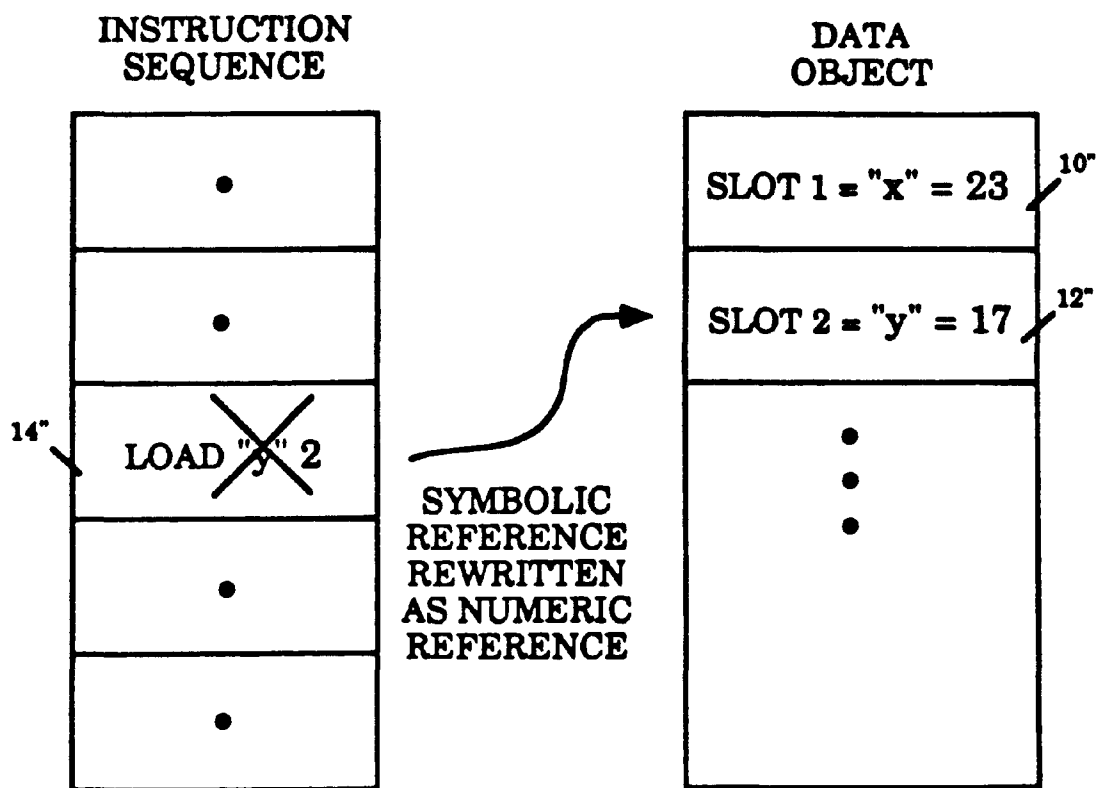 INSTRUCTION
SEQUENCE
DATA
OBJECT
SLOT 1 = "x" = 23
10"
SLOT 2 = "y" = 17
12"
14"
LOAD "y" 2
SYMBOLIC
REFERENCE
REWRITTEN
AS NUMERIC
REFERENCE